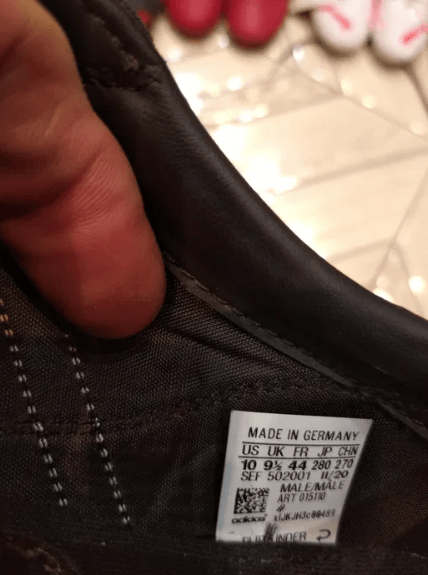 MADE IN GERMANY
US UK FR JP CHN
10 9½ 44 280 270
SEF 502001 11/20
MALE/MALE
ART 015110
adidas